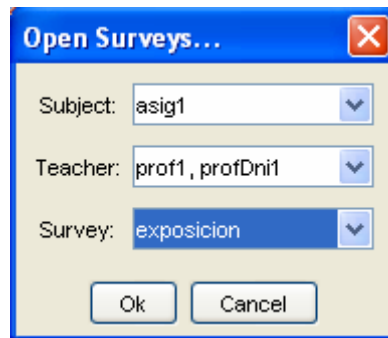 Open Surveys...
Subject: asig1
Teacher: prof1, profDni1
Survey: exposicion
Ok Cancel